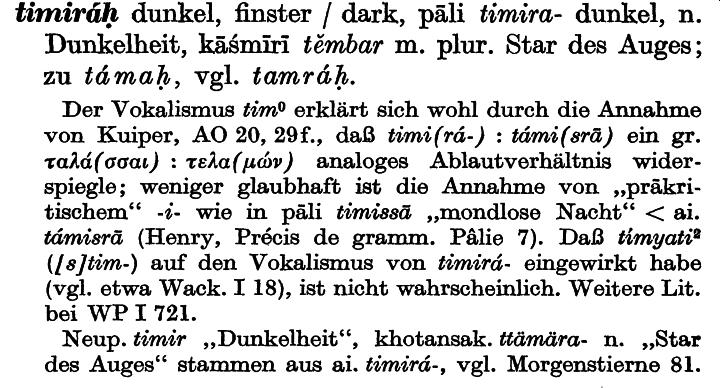 timiráḥ dunkel, finster / dark, pāli timira- dunkel, n.
Dunkelheit, kāśmīrī tĕmbar m. plur. Star des Auges;
zu támaḥ, vgl. tamráḥ.
Der Vokalismus tim⁰ erklärt sich wohl durch die Annahme
von Kuiper, AO 20, 29f., daß timi(rá-) : támi(srā) ein gr.
ταλά(σσαι) : τελα(μών) analoges Ablautverhältnis wider-
spiegle; weniger glaubhaft ist die Annahme von „prākri-
tischem“ -i- wie in pāli timissā „mondlose Nacht“ < ai.
támisrā (Henry, Précis de gramm. Pâlie 7). Daß tímyati²
([s]tim-) auf den Vokalismus von timirá- eingewirkt habe
(vgl. etwa Wack. I 18), ist nicht wahrscheinlich. Weitere Lit.
bei WP I 721.
Neup. timir „Dunkelheit“, khotansak. ttämära- n. „Star
des Auges“ stammen aus ai. timirá-, vgl. Morgenstierne 81.